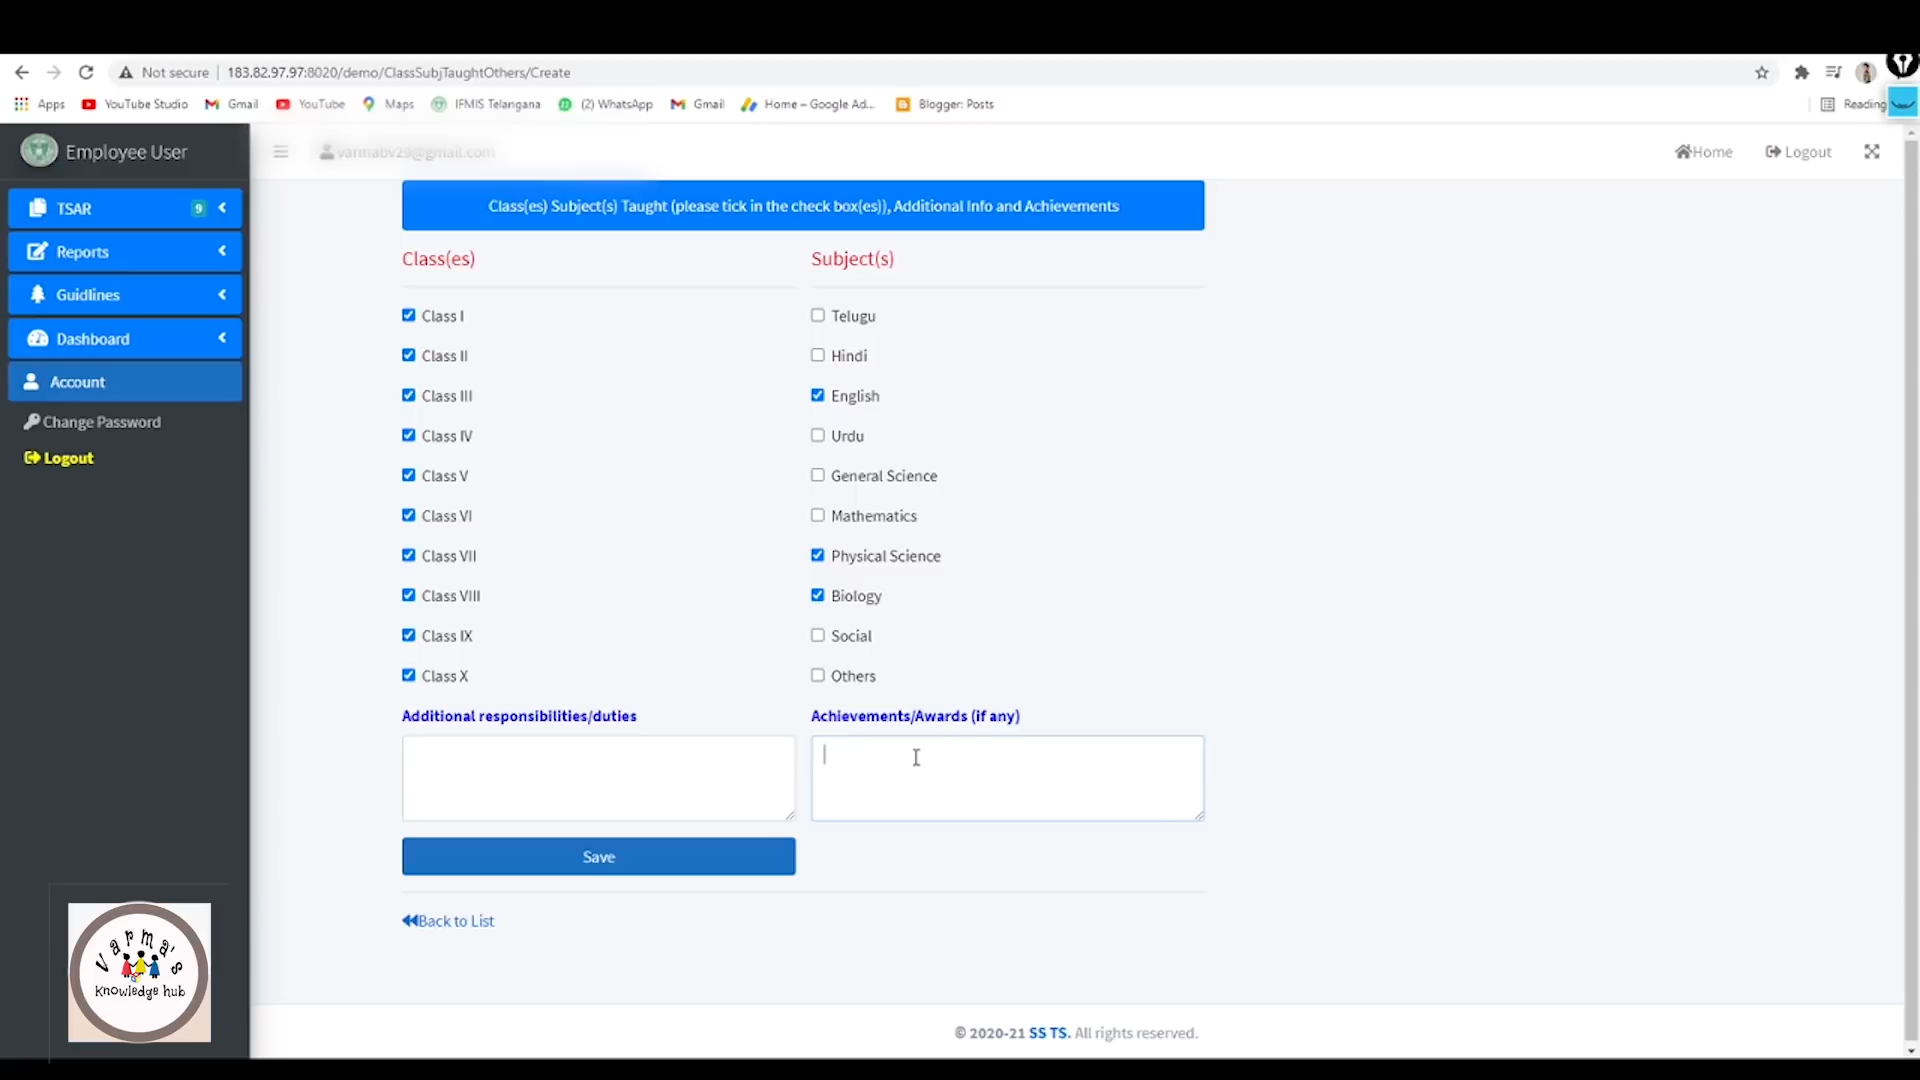 Not secure | 183.82.97.97:8020/demo/ClassSubjTaughtOthers/Create
Apps YouTube Studio Gmail YouTube Maps IFMIS Telangana (2) WhatsApp Gmail Home – Google Ad... Blogger: Posts Reading
Employee User
varmabv29@gmail.com
Home Logout
TSAR 9
Reports
Guidlines
Dashboard
Account
Change Password
Logout
Class(es) Subject(s) Taught (please tick in the check box(es)), Additional Info and Achievements
Class(es) Subject(s)
Class I Telugu
Class II Hindi
Class III English
Class IV Urdu
Class V General Science
Class VI Mathematics
Class VII Physical Science
Class VIII Biology
Class IX Social
Class X Others
Additional responsibilities/duties Achievements/Awards (if any)
Save
Back to List
Varma's
Knowledge hub
© 2020-21 SS TS. All rights reserved.